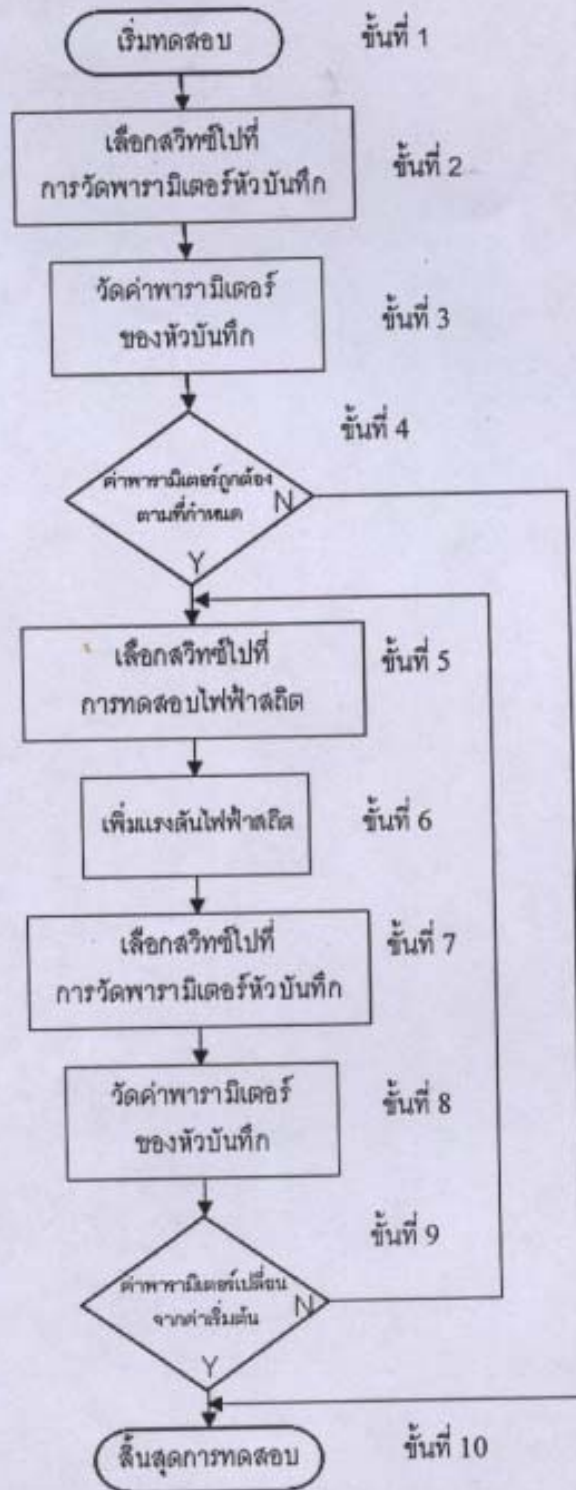 เริ่มทดสอบ
ขั้นที่ 1
เลือกสวิทซ์ไปที่
การวัดพารามิเตอร์หัวบันทึก
ขั้นที่ 2
วัดค่าพารามิเตอร์
ของหัวบันทึก
ขั้นที่ 3
ขั้นที่ 4
ค่าพารามิเตอร์ถูกต้อง
ตามที่กำหนด
N
Y
เลือกสวิทซ์ไปที่
การทดสอบไฟฟ้าสถิต
ขั้นที่ 5
เพิ่มแรงดันไฟฟ้าสถิต
ขั้นที่ 6
เลือกสวิทซ์ไปที่
การวัดพารามิเตอร์หัวบันทึก
ขั้นที่ 7
วัดค่าพารามิเตอร์
ของหัวบันทึก
ขั้นที่ 8
ขั้นที่ 9
ค่าพารามิเตอร์เปลี่ยน
จากค่าเริ่มต้น
N
Y
สิ้นสุดการทดสอบ
ขั้นที่ 10